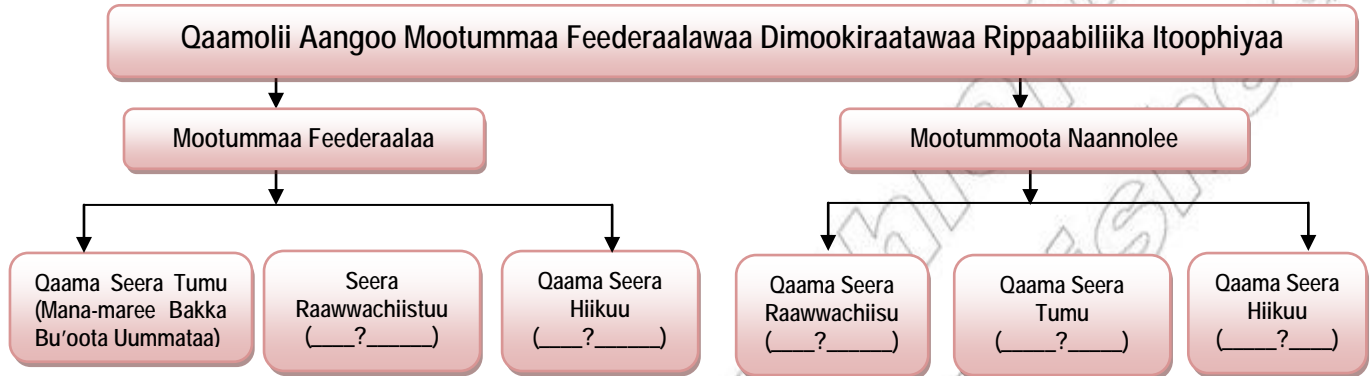 Qaamolii Aangoo Mootummaa Feederaalawaa Dimookiraatawaa Rippaabiliika Itoophiyaa
Mootummaa Feederaalaa
Mootummoota Naannolee
Qaama Seera Tumu
(Mana-maree Bakka
Bu'oota Uummataa)
Seera
Raawwachiistuu
(____?______)
Qaama Seera
Hiikuu
(____?______)
Qaama Seera
Raawwachiisu
(____?______)
Qaama Seera
Tumu
(_____?_____)
Qaama Seera
Hiikuu
(_____?____)